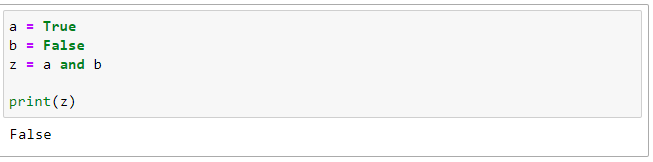 a = True
b = False
z = a and b
print(z)
False